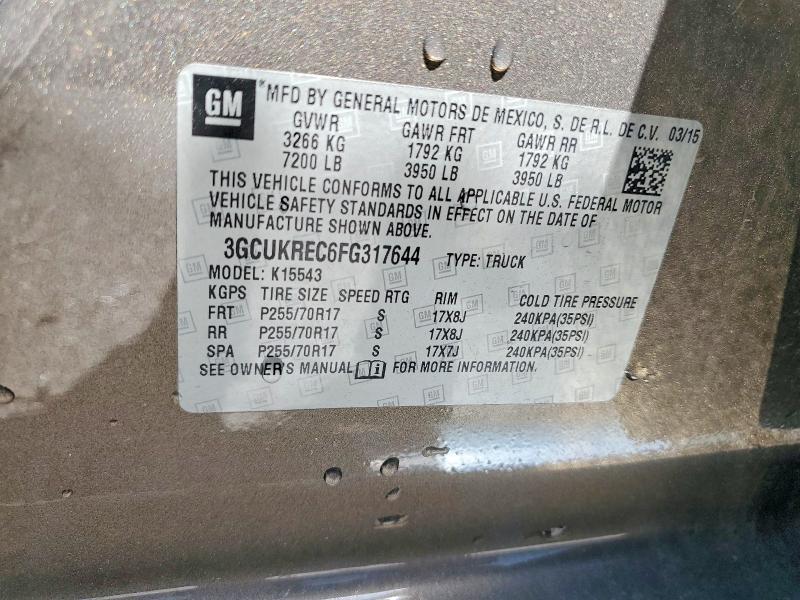 GM *MFD BY GENERAL MOTORS DE MEXICO, S. DE R.L. DE C.V. 03/15
GVWR GAWR FRT GAWR RR
3266 KG 1792 KG 1792 KG
7200 LB 3950 LB 3950 LB
THIS VEHICLE CONFORMS TO ALL APPLICABLE U.S. FEDERAL MOTOR
VEHICLE SAFETY STANDARDS IN EFFECT ON THE DATE OF
MANUFACTURE SHOWN ABOVE.
3GCUKREC6FG317644 TYPE: TRUCK
MODEL: K15543
KGPS TIRE SIZE SPEED RTG RIM COLD TIRE PRESSURE
FRT P255/70R17 S 17X8J 240KPA(35PSI)
RR P255/70R17 S 17X8J 240KPA(35PSI)
SPA P255/70R17 S 17X7J 240KPA(35PSI)
SEE OWNER'S MANUAL i FOR MORE INFORMATION.